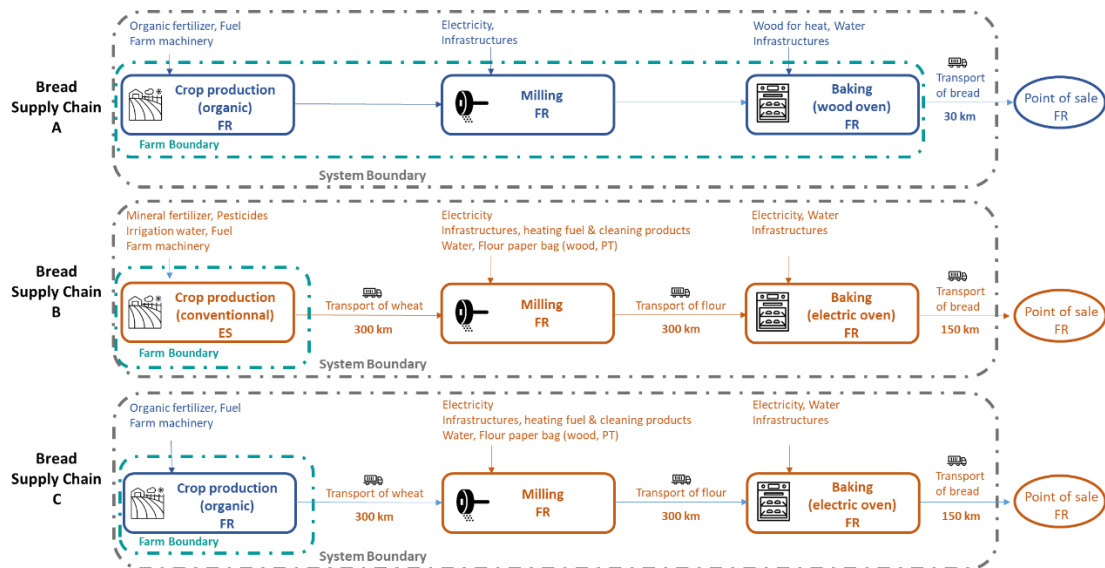 Organic fertilizer, Fuel
Farm machinery
Electricity,
Infrastructures
Wood for heat, Water
Infrastructures
Bread
Supply Chain
A
Crop production
(organic)
FR
Milling
FR
Baking
(wood oven)
FR
Transport
of bread
30 km
Point of sale
FR
Farm Boundary
System Boundary
Mineral fertilizer, Pesticides
Irrigation water, Fuel
Farm machinery
Electricity
Infrastructures, heating fuel & cleaning products
Water, Flour paper bag (wood, PT)
Electricity, Water
Infrastructures
Bread
Supply Chain
B
Crop production
(conventionnal)
ES
Transport of wheat
300 km
Milling
FR
Transport of flour
300 km
Baking
(electric oven)
FR
Transport
of bread
150 km
Point of sale
FR
Farm Boundary
System Boundary
Organic fertilizer, Fuel
Farm machinery
Electricity
Infrastructures, heating fuel & cleaning products
Water, Flour paper bag (wood, PT)
Electricity, Water
Infrastructures
Bread
Supply Chain
C
Crop production
(organic)
FR
Transport of wheat
300 km
Milling
FR
Transport of flour
300 km
Baking
(electric oven)
FR
Transport
of bread
150 km
Point of sale
FR
Farm Boundary
System Boundary